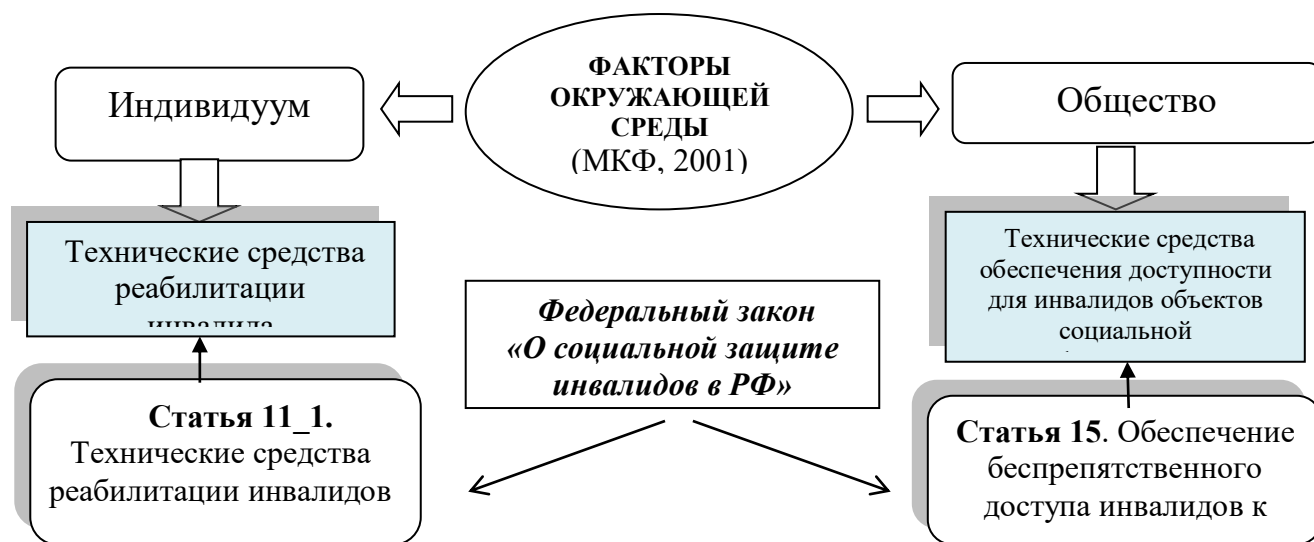 ФАКТОРЫ
ОКРУЖАЮЩЕЙ
СРЕДЫ
(МКФ, 2001)
Индивидуум
Общество
Технические средства
реабилитации
инвалида
Технические средства
обеспечения доступности
для инвалидов объектов
социальной
Федеральный закон
«О социальной защите
инвалидов в РФ»
Статья 11_1.
Технические средства
реабилитации инвалидов
Статья 15. Обеспечение
беспрепятственного
доступа инвалидов к